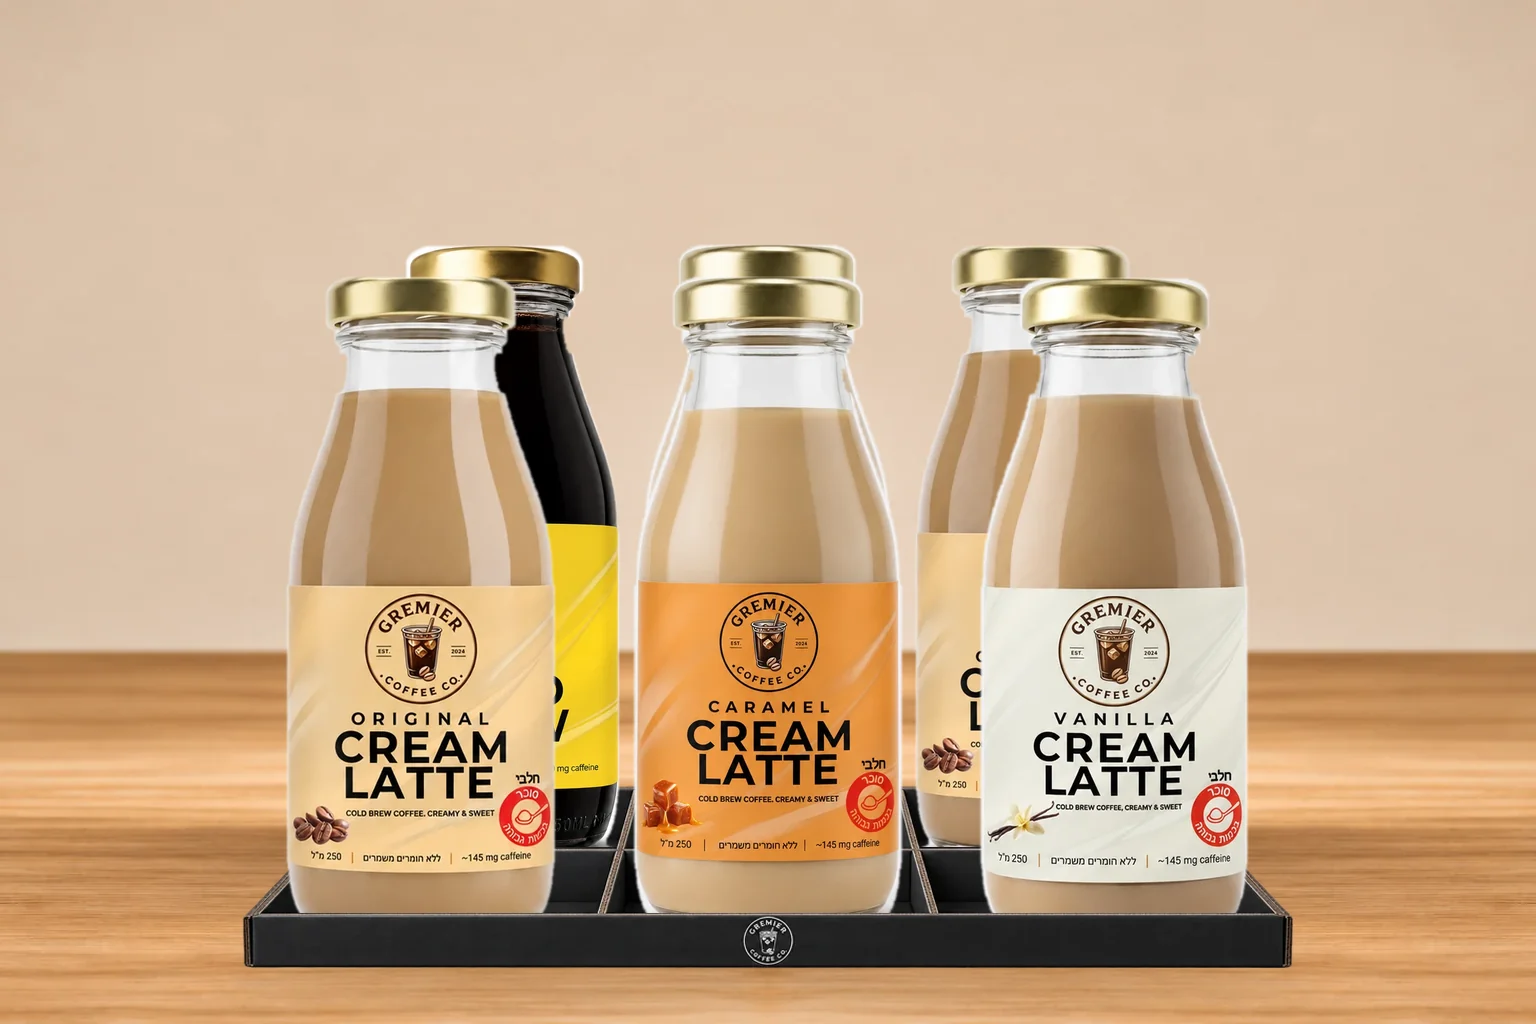 GREMIER
EST. 2024
COFFEE CO.
ORIGINAL
CREAM
LATTE
חלבי
COLD BREW COFFEE, CREAMY & SWEET
סוכר
בכמות גבוהה
250 מ"ל | ללא חומרים משמרים | ~145 mg caffeine
mg caffeine
GREMIER
EST. 2024
COFFEE CO.
CARAMEL
CREAM
LATTE
חלבי
COLD BREW COFFEE, CREAMY & SWEET
סוכר
בכמות גבוהה
250 מ"ל | ללא חומרים משמרים | ~145 mg caffeine
250 מ"ל
GREMIER
EST. 2024
COFFEE CO.
VANILLA
CREAM
LATTE
חלבי
COLD BREW COFFEE, CREAMY & SWEET
סוכר
בכמות גבוהה
250 מ"ל | ללא חומרים משמרים | ~145 mg caffeine
GREMIER
COFFEE CO.